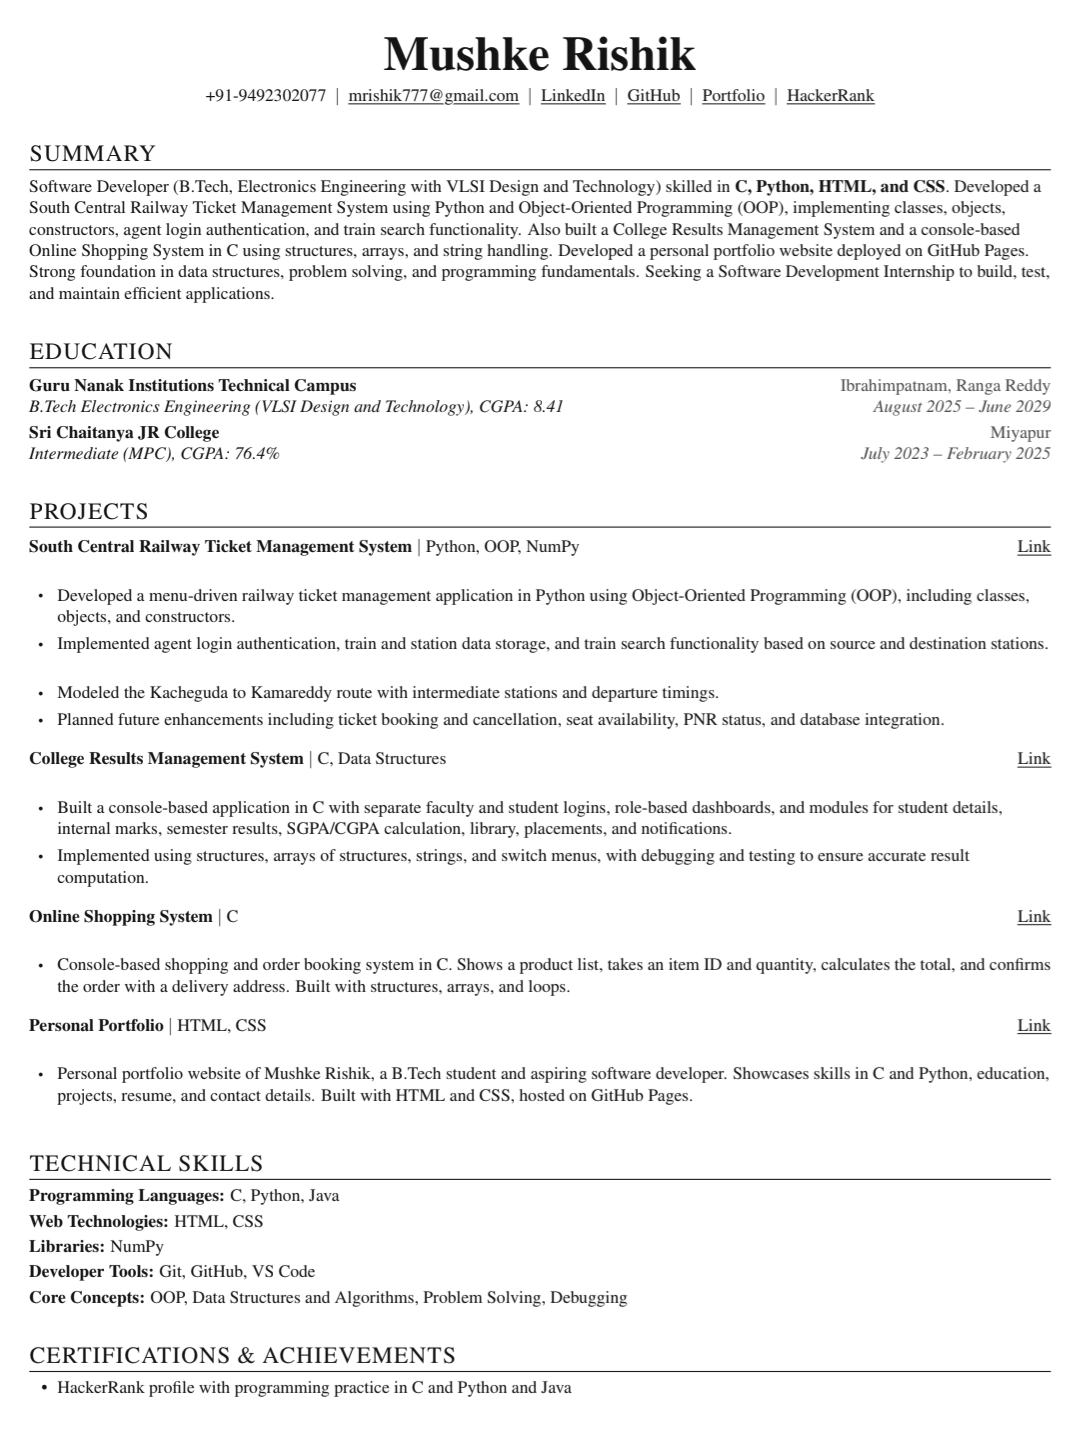 Mushke Rishik
+91-9492302077 | mrishik777@gmail.com | LinkedIn | GitHub | Portfolio | HackerRank
SUMMARY
Software Developer (B.Tech, Electronics Engineering with VLSI Design and Technology) skilled in C, Python, HTML, and CSS. Developed a
South Central Railway Ticket Management System using Python and Object-Oriented Programming (OOP), implementing classes, objects,
constructors, agent login authentication, and train search functionality. Also built a College Results Management System and a console-based
Online Shopping System in C using structures, arrays, and string handling. Developed a personal portfolio website deployed on GitHub Pages.
Strong foundation in data structures, problem solving, and programming fundamentals. Seeking a Software Development Internship to build, test,
and maintain efficient applications.
EDUCATION
Guru Nanak Institutions Technical Campus Ibrahimpatnam, Ranga Reddy
B.Tech Electronics Engineering (VLSI Design and Technology), CGPA: 8.41 August 2025 – June 2029
Sri Chaitanya JR College Miyapur
Intermediate (MPC), CGPA: 76.4% July 2023 – February 2025
PROJECTS
South Central Railway Ticket Management System | Python, OOP, NumPy Link
• Developed a menu-driven railway ticket management application in Python using Object-Oriented Programming (OOP), including classes,
objects, and constructors.
• Implemented agent login authentication, train and station data storage, and train search functionality based on source and destination stations.
• Modeled the Kacheguda to Kamareddy route with intermediate stations and departure timings.
• Planned future enhancements including ticket booking and cancellation, seat availability, PNR status, and database integration.
College Results Management System | C, Data Structures Link
• Built a console-based application in C with separate faculty and student logins, role-based dashboards, and modules for student details,
internal marks, semester results, SGPA/CGPA calculation, library, placements, and notifications.
• Implemented using structures, arrays of structures, strings, and switch menus, with debugging and testing to ensure accurate result
computation.
Online Shopping System | C Link
• Console-based shopping and order booking system in C. Shows a product list, takes an item ID and quantity, calculates the total, and confirms
the order with a delivery address. Built with structures, arrays, and loops.
Personal Portfolio | HTML, CSS Link
• Personal portfolio website of Mushke Rishik, a B.Tech student and aspiring software developer. Showcases skills in C and Python, education,
projects, resume, and contact details. Built with HTML and CSS, hosted on GitHub Pages.
TECHNICAL SKILLS
Programming Languages: C, Python, Java
Web Technologies: HTML, CSS
Libraries: NumPy
Developer Tools: Git, GitHub, VS Code
Core Concepts: OOP, Data Structures and Algorithms, Problem Solving, Debugging
CERTIFICATIONS & ACHIEVEMENTS
• HackerRank profile with programming practice in C and Python and Java